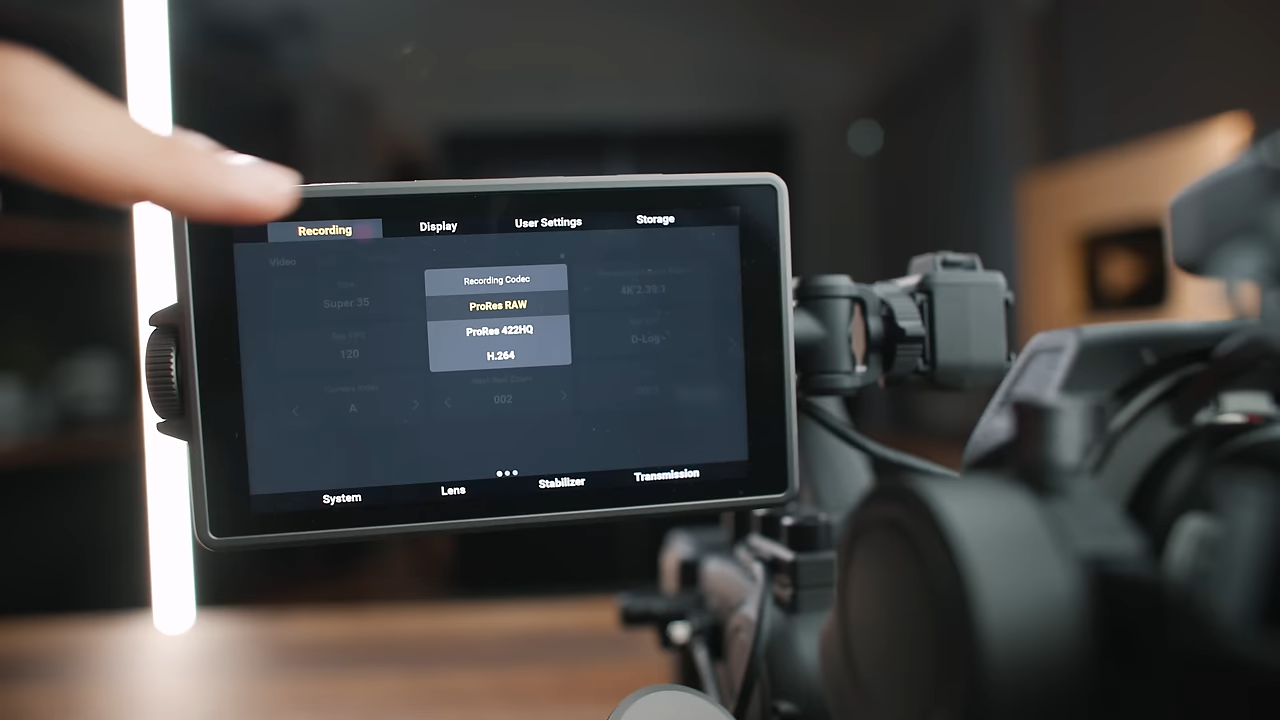 Recording
Display
User Settings
Storage
Video
Super 35
120
A
Recording Codec
ProRes RAW
ProRes 422HQ
H.264
002
4K 2.39:1
D-Log
System
Lens
Stabilizer
Transmission